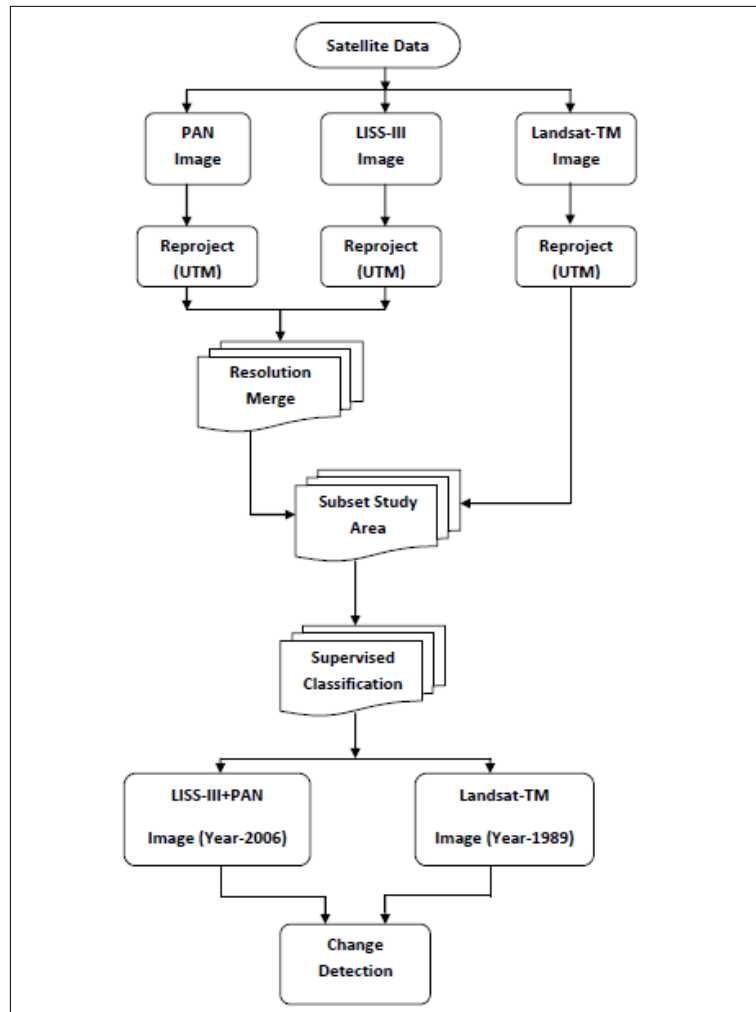 Satellite Data
PAN
Image
LISS-III
Image
Landsat-TM
Image
Reproject
(UTM)
Reproject
(UTM)
Reproject
(UTM)
Resolution
Merge
Subset Study
Area
Supervised
Classification
LISS-III+PAN
Image (Year-2006)
Landsat-TM
Image (Year-1989)
Change
Detection